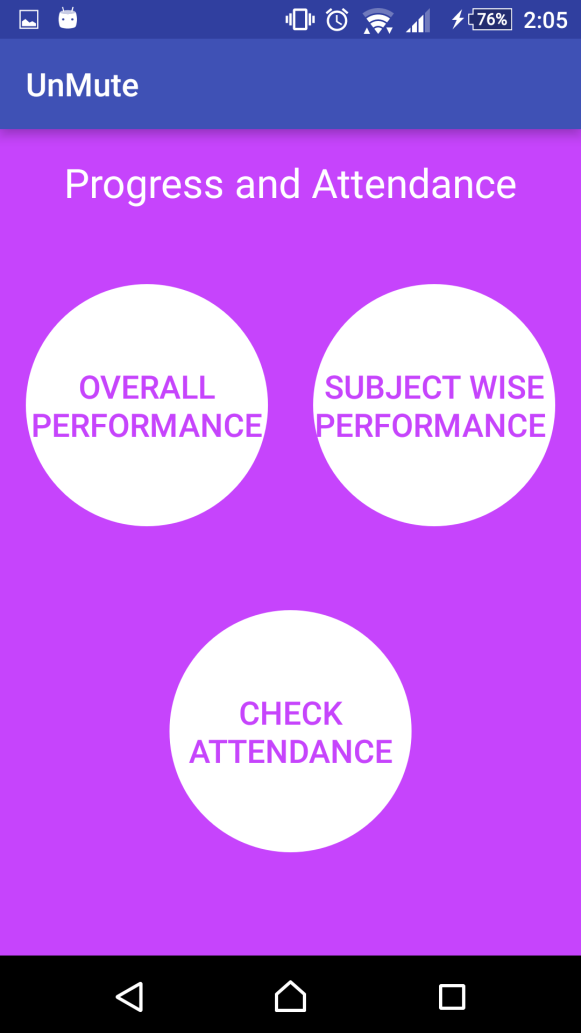 76% 2:05
UnMute
Progress and Attendance
OVERALL
PERFORMANCE
SUBJECT WISE
PERFORMANCE
CHECK
ATTENDANCE